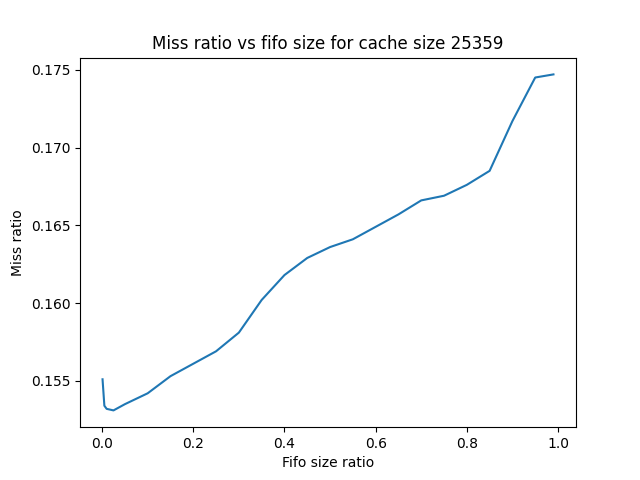 Miss ratio vs fifo size for cache size 25359
0.175
0.170
0.165
0.160
0.155
Miss ratio
0.0 0.2 0.4 0.6 0.8 1.0
Fifo size ratio